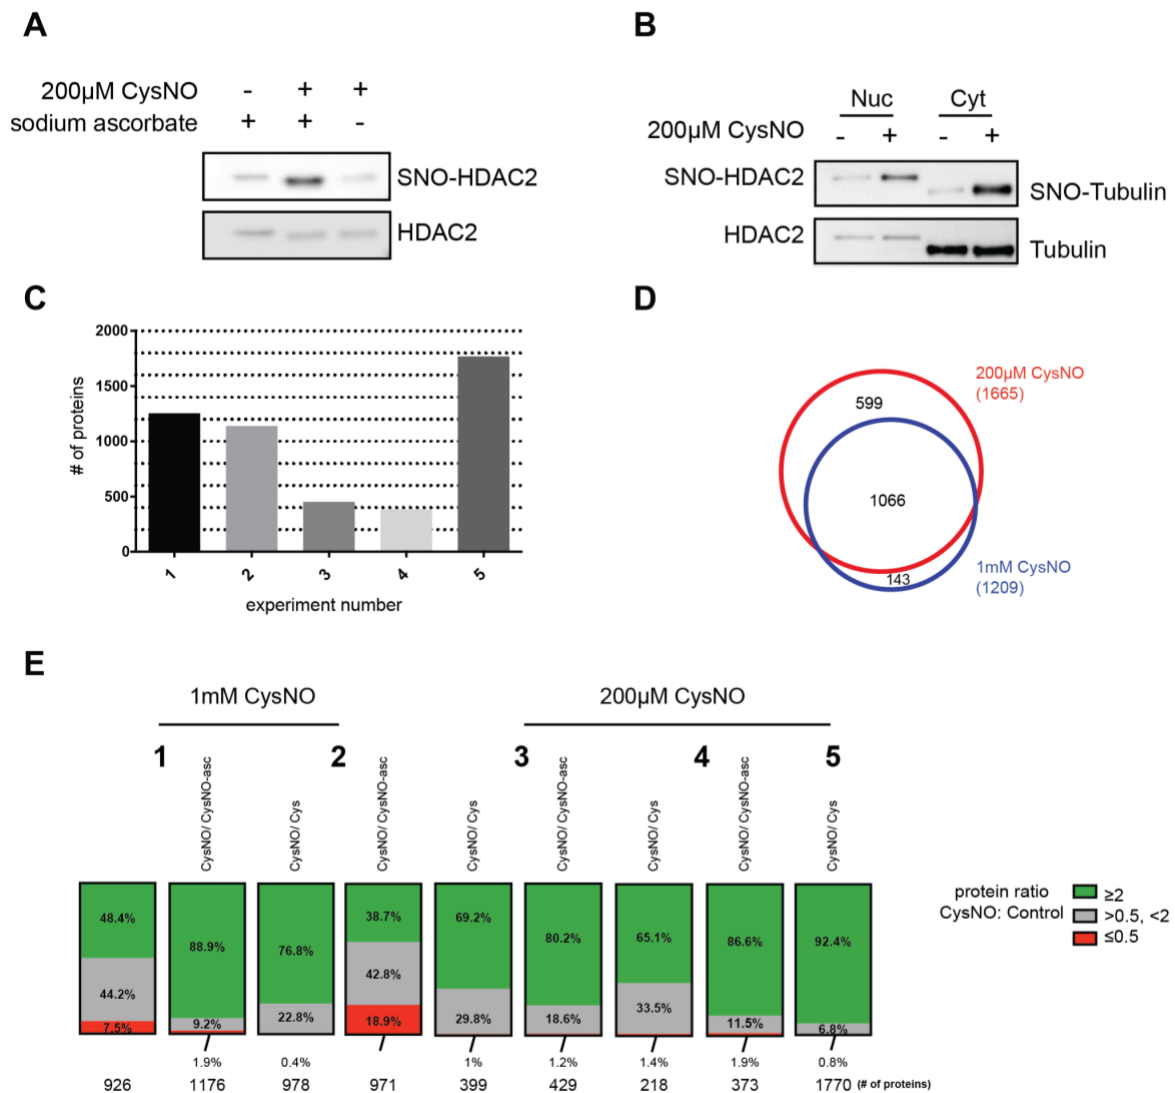 A
200µM CysNO - + +
sodium ascorbate + + -
SNO-HDAC2
HDAC2
B
Nuc Cyt
200µM CysNO - + - +
SNO-HDAC2 SNO-Tubulin
HDAC2 Tubulin
C
2000
1500
1000
500
0
# of proteins
1 2 3 4 5
experiment number
D
200µM CysNO
(1665)
599
1066
143
1mM CysNO
(1209)
E
1mM CysNO 200µM CysNO
1 2 3 4 5
CysNO/ CysNO-asc
CysNO/ Cys
CysNO/ CysNO-asc
CysNO/ Cys
CysNO/ CysNO-asc
CysNO/ Cys
CysNO/ CysNO-asc
CysNO/ Cys
48.4% 88.9% 76.8% 38.7% 69.2% 80.2% 65.1% 86.6% 92.4%
44.2% 9.2% 22.8% 42.8% 29.8% 18.6% 33.5% 11.5% 6.8%
7.5% 18.9%
1.9% 0.4% 1% 1.2% 1.4% 1.9% 0.8%
926 1176 978 971 399 429 218 373 1770 (# of proteins)
protein ratio
CysNO: Control
≥2
>0.5, <2
≤0.5